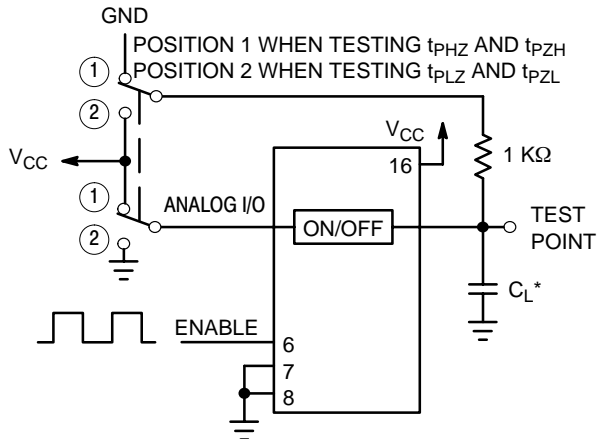 GND
POSITION 1 WHEN TESTING tPHZ AND tPZH
1 POSITION 2 WHEN TESTING tPLZ AND tPZL
2
VCC
VCC
16
1 KΩ
1
ANALOG I/O
ON/OFF
TEST
POINT
2
CL*
ENABLE
6
7
8